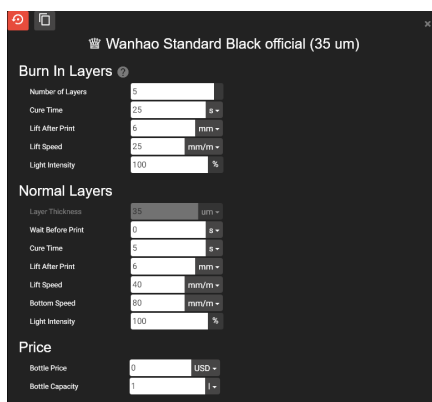 Wanhao Standard Black official (35 um)
Burn In Layers ?
Number of Layers 5
Cure Time 25 s
Lift After Print 6 mm
Lift Speed 25 mm/m
Light Intensity 100 %
Normal Layers
Layer Thickness 35 um
Wait Before Print 0 s
Cure Time 5 s
Lift After Print 6 mm
Lift Speed 40 mm/m
Bottom Speed 80 mm/m
Light Intensity 100 %
Price
Bottle Price 0 USD
Bottle Capacity 1 l